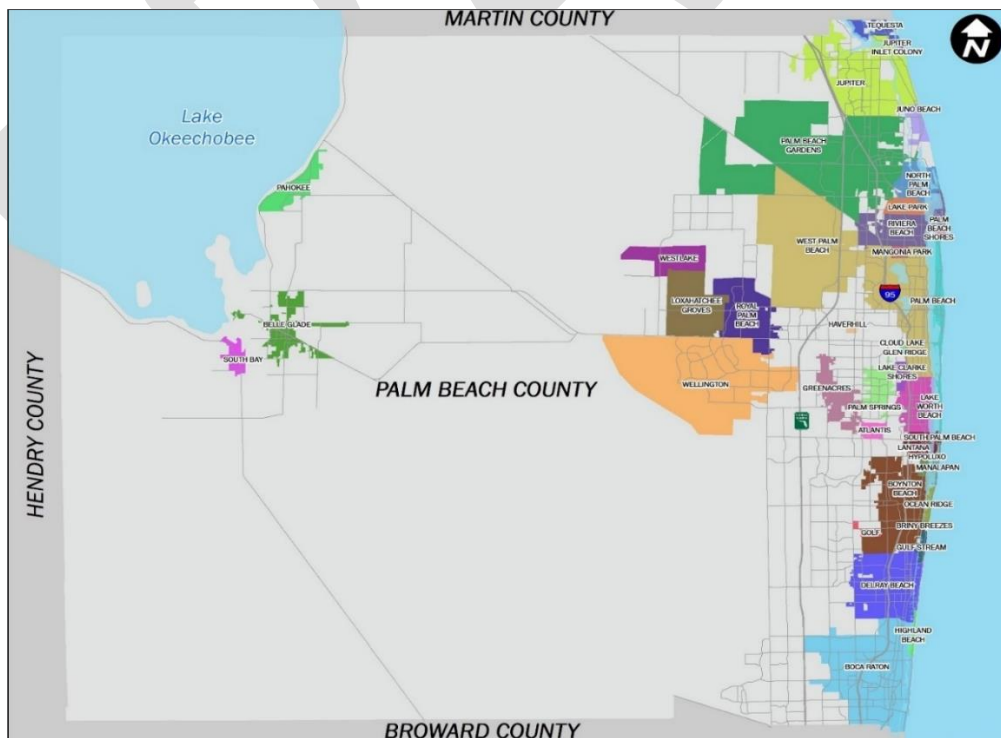 MARTIN COUNTY
TEQUESTA
JUPITER
INLET COLONY
N
JUPITER
Lake
Okeechobee
JUNO BEACH
PALM BEACH
GARDENS
NORTH
PALM
BEACH
PAHOKEE
LAKE PARK
RIVIERA
BEACH
PALM
BEACH
SHORES
WEST PALM
BEACH
MANGONIA PARK
WESTLAKE
95
LOXAHATCHEE
GROVES
ROYAL
PALM
BEACH
PALM BEACH
BELLE GLADE
HAVERHILL
SOUTH BAY
CLOUD LAKE
GLEN RIDGE
LAKE CLARKE
SHORES
HENDRY COUNTY
PALM BEACH COUNTY
WELLINGTON
GREENACRES
LAKE
WORTH
BEACH
PALM SPRINGS
ATLANTIS
SOUTH PALM BEACH
LANTANA
HYPOLUXO
MANALAPAN
BOYNTON
BEACH
OCEAN RIDGE
BRINY BREEZES
GOLF
GULF STREAM
DELRAY BEACH
HIGHLAND
BEACH
BOCA RATON
BROWARD COUNTY